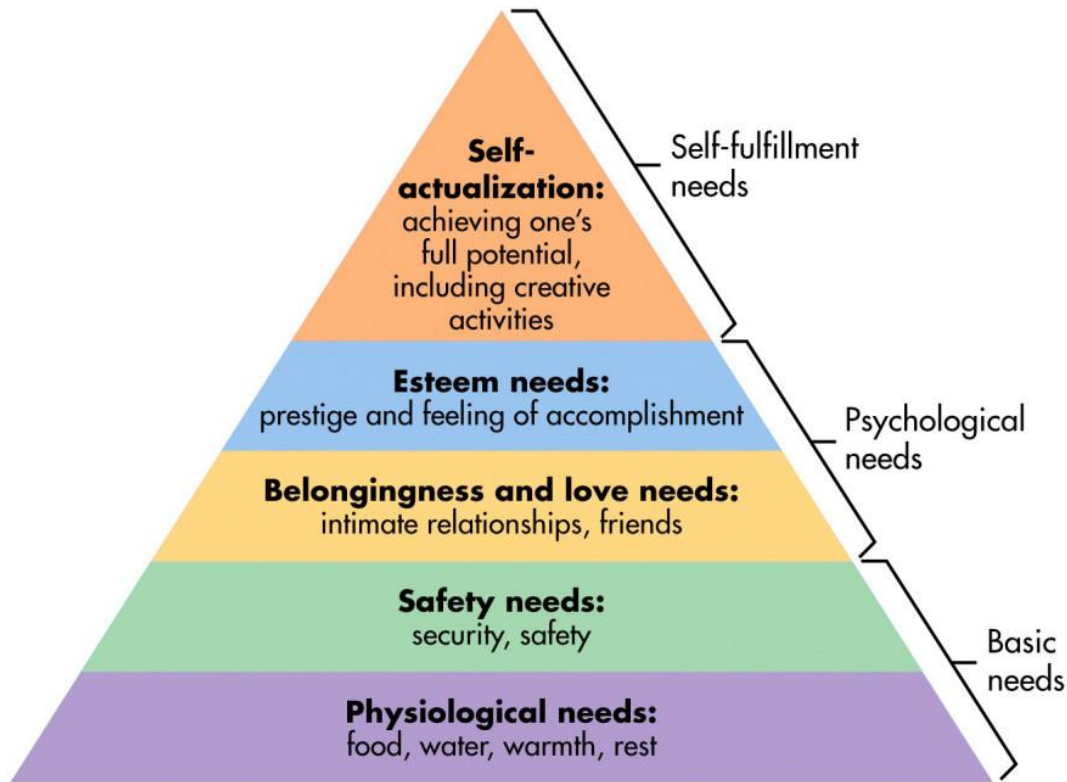 Self-
actualization:
achieving one's
full potential,
including creative
activities
Self-fulfillment
needs
Esteem needs:
prestige and feeling of accomplishment
Belongingness and love needs:
intimate relationships, friends
Psychological
needs
Safety needs:
security, safety
Physiological needs:
food, water, warmth, rest
Basic
needs